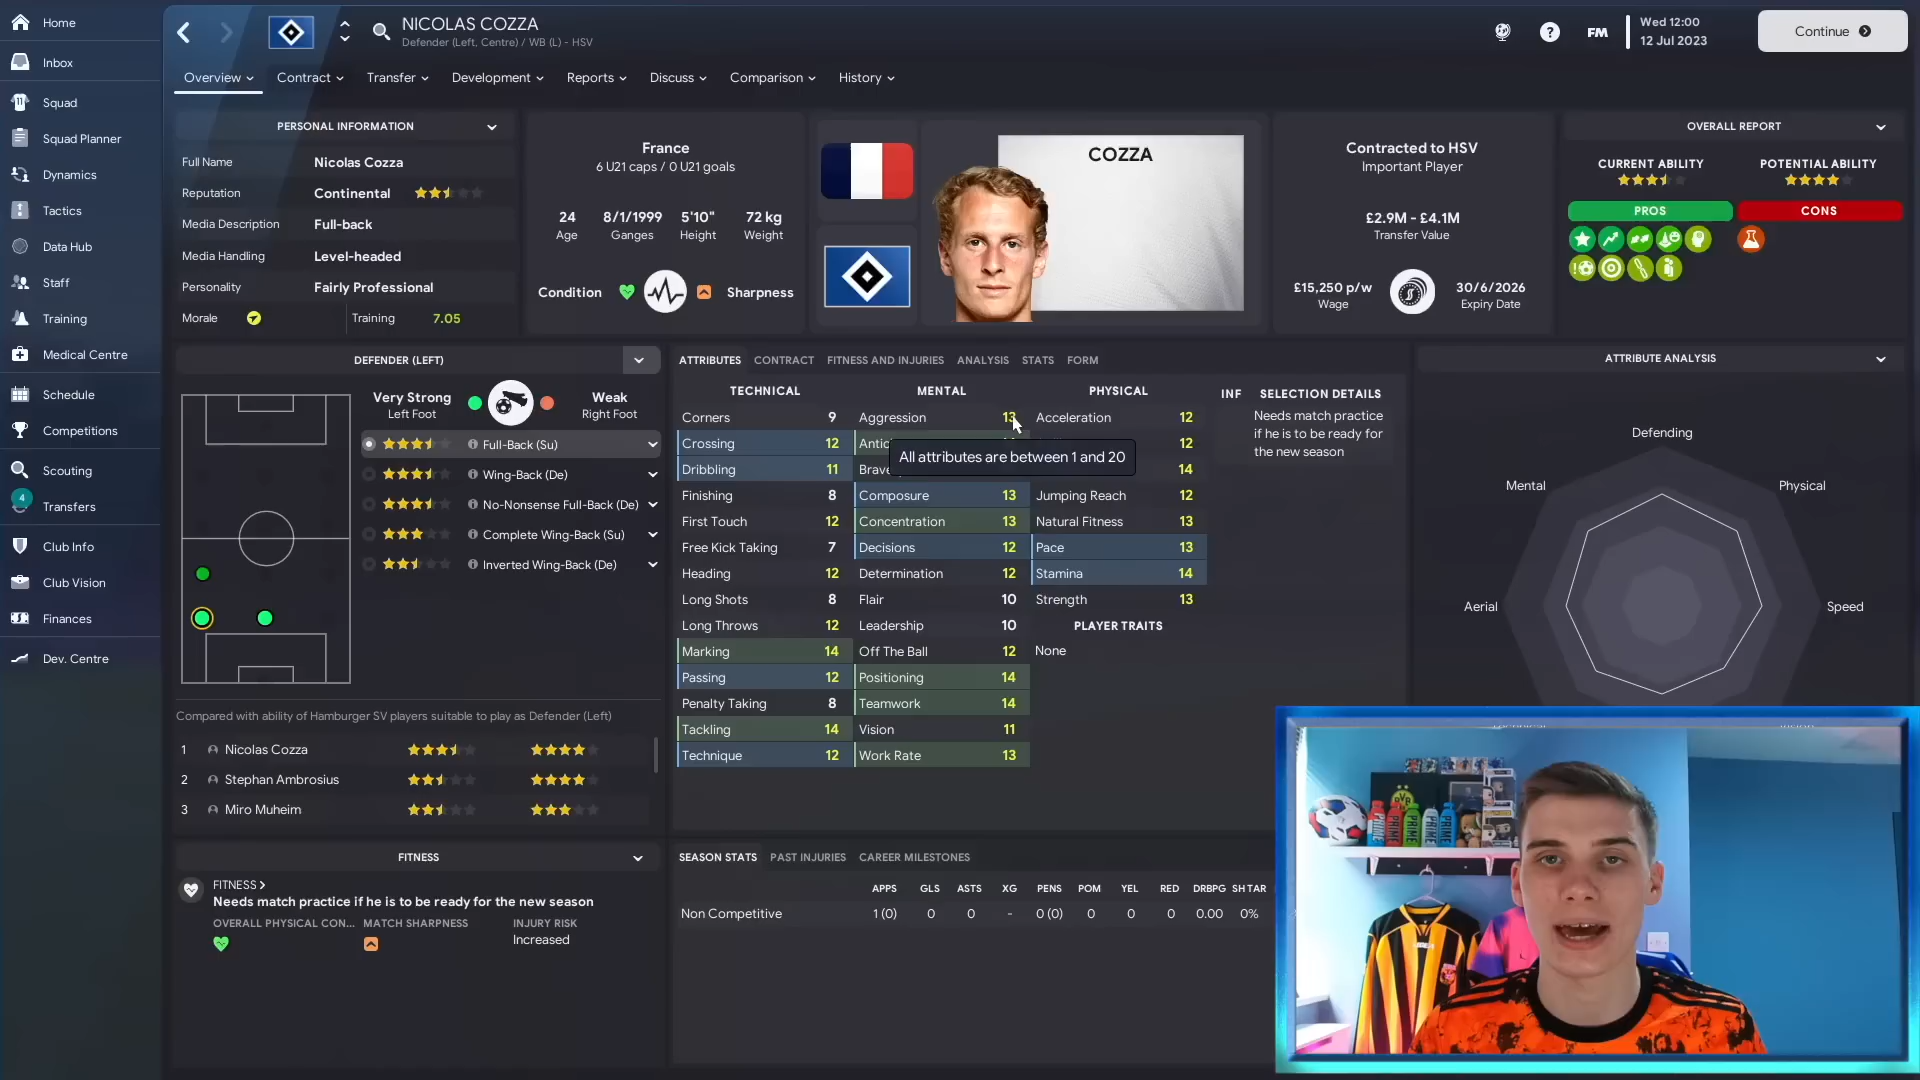 Home
Inbox
Squad
Squad Planner
Dynamics
Tactics
Data Hub
Staff
Training
Medical Centre
Schedule
Competitions
Scouting
4
Transfers
Club Info
Club Vision
Finances
Dev. Centre
NICOLAS COZZA
Defender (Left, Centre) / WB (L) - HSV
FM
Wed 12:00
12 Jul 2023
Continue
Overview Contract Transfer Development Reports Discuss Comparison History
PERSONAL INFORMATION
Full Name Nicolas Cozza
Reputation Continental
Media Description Full-back
Media Handling Level-headed
Personality Fairly Professional
Morale Training 7.05
France
6 U21 caps / 0 U21 goals
24 8/1/1999 5'10" 72 kg
Age Ganges Height Weight
Condition Sharpness
COZZA
Contracted to HSV
Important Player
£2.9M - £4.1M
Transfer Value
£15,250 p/w 30/6/2026
Wage Expiry Date
OVERALL REPORT
CURRENT ABILITY POTENTIAL ABILITY
PROS CONS
DEFENDER (LEFT)
Very Strong Weak
Left Foot Right Foot
Full-Back (Su)
Wing-Back (De)
No-Nonsense Full-Back (De)
Complete Wing-Back (Su)
Inverted Wing-Back (De)
Compared with ability of Hamburger SV players suitable to play as Defender (Left)
1 Nicolas Cozza
2 Stephan Ambrosius
3 Miro Muheim
FITNESS
FITNESS >
Needs match practice if he is to be ready for the new season
OVERALL PHYSICAL CON... MATCH SHARPNESS INJURY RISK
Increased
ATTRIBUTES CONTRACT FITNESS AND INJURIES ANALYSIS STATS FORM
TECHNICAL MENTAL PHYSICAL
Corners 9 Aggression 13 Acceleration 12
Crossing 12 Antic 12
All attributes are between 1 and 20
Dribbling 11 Brave 14
Finishing 8 Composure 13 Jumping Reach 12
First Touch 12 Concentration 13 Natural Fitness 13
Free Kick Taking 7 Decisions 12 Pace 13
Heading 12 Determination 12 Stamina 14
Long Shots 8 Flair 10 Strength 13
Long Throws 12 Leadership 10 PLAYER TRAITS
Marking 14 Off The Ball 12 None
Passing 12 Positioning 14
Penalty Taking 8 Teamwork 14
Tackling 14 Vision 11
Technique 12 Work Rate 13
INF SELECTION DETAILS
Needs match practice
if he is to be ready for
the new season
ATTRIBUTE ANALYSIS
Defending
Mental Physical
Aerial Speed
SEASON STATS PAST INJURIES CAREER MILESTONES
APPS GLS ASTS XG PENS POM YEL RED DRBPG SH TAR
Non Competitive 1 (0) 0 0 - 0 (0) 0 0 0 0.00 0%
PRIME PRIME PRIME PRIME